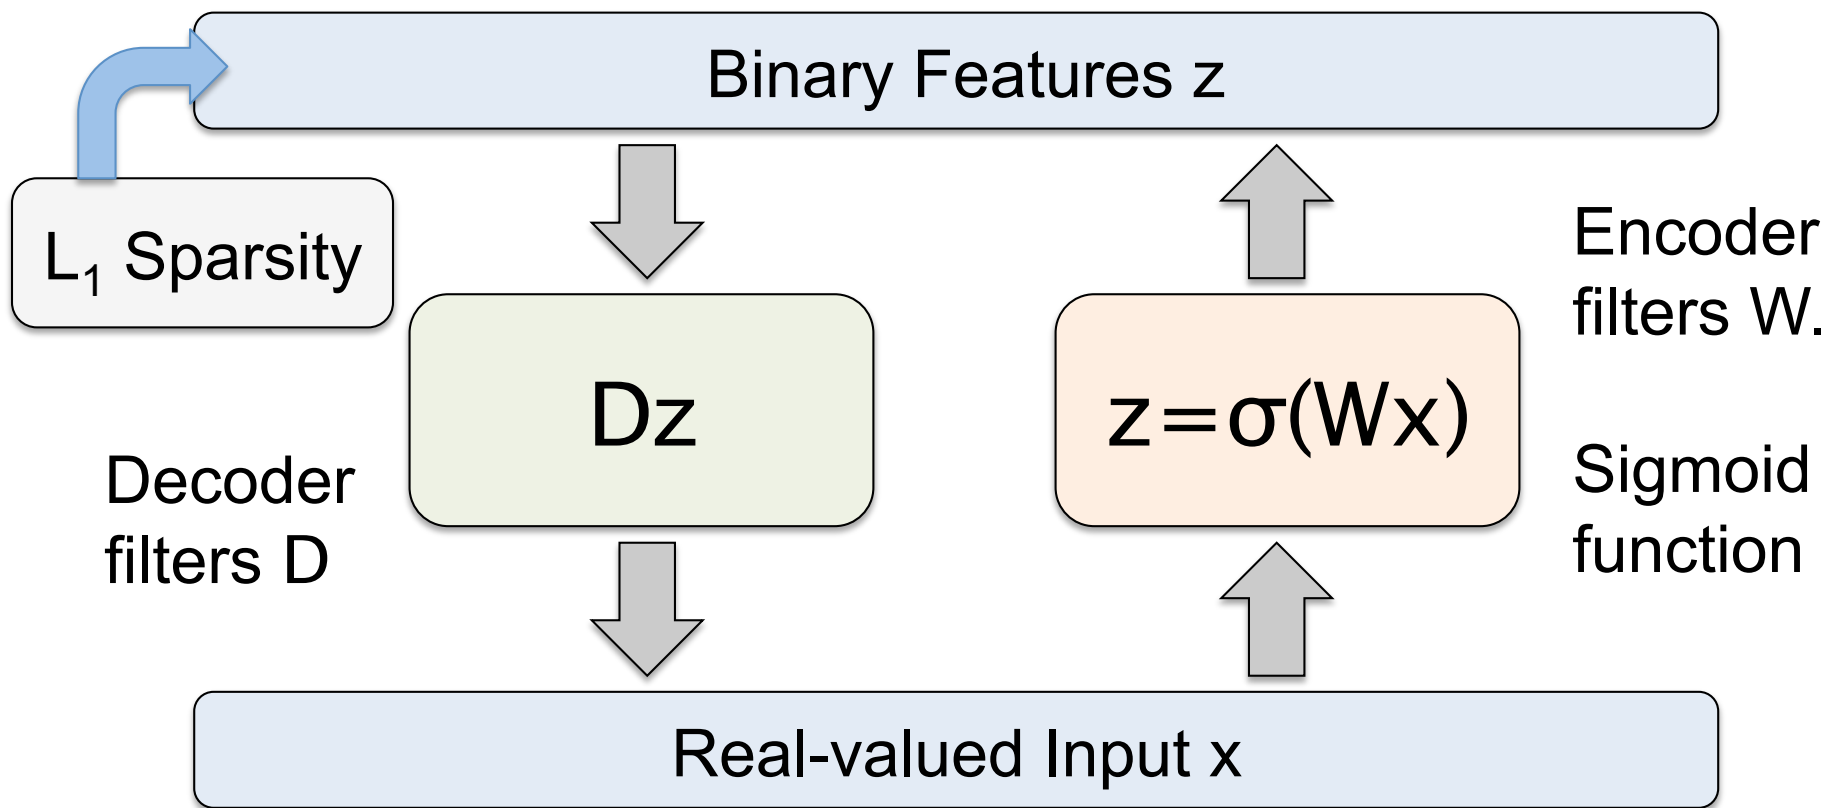 Binary Features z
L₁ Sparsity
Encoder
filters W.
Dz
z=σ(Wx)
Decoder
filters D
Sigmoid
function
Real-valued Input x